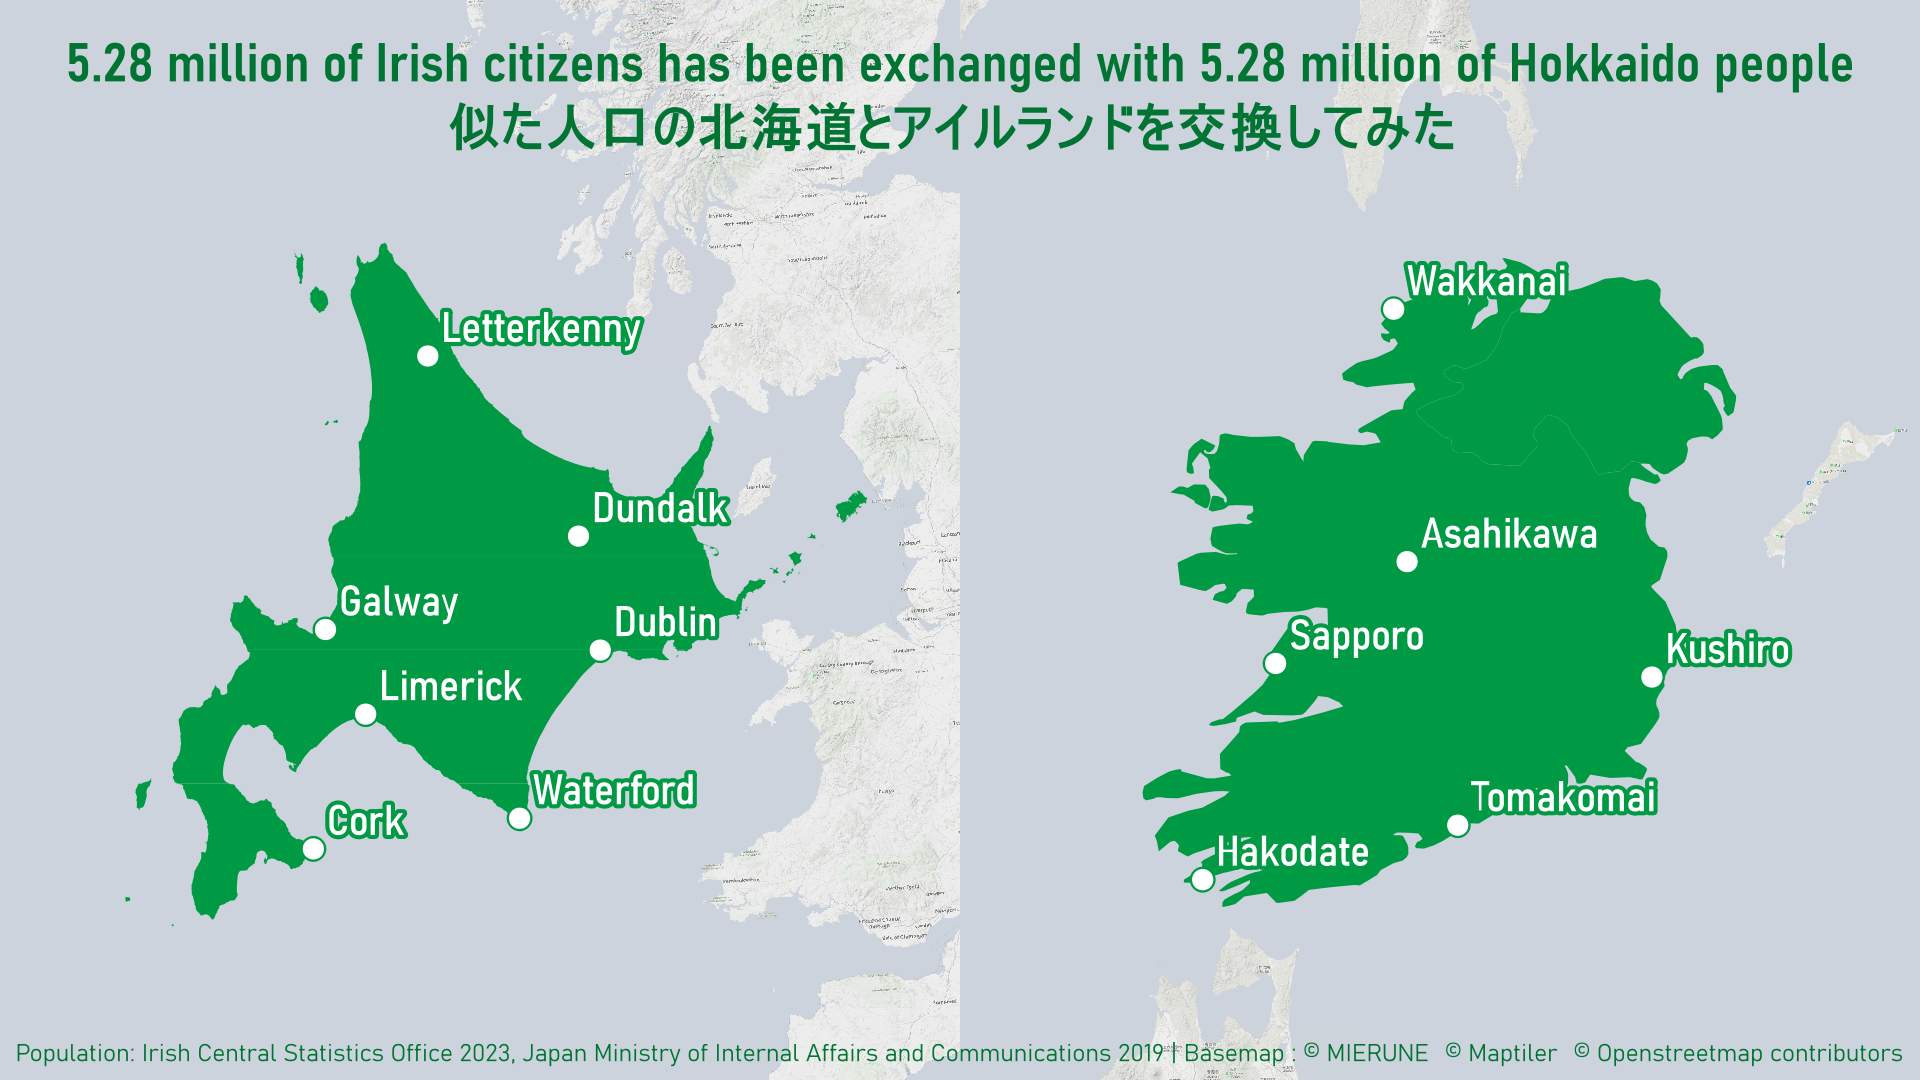 5.28 million of Irish citizens has been exchanged with 5.28 million of Hokkaido people
似た人口の北海道とアイルランドを交換してみた
Wakkanai
Letterkenny
Dundalk
Asahikawa
Galway
Dublin
Sapporo
Kushiro
Limerick
Waterford
Tomakomai
Cork
Hakodate
Population: Irish Central Statistics Office 2023, Japan Ministry of Internal Affairs and Communications 2019 | Basemap : © MIERUNE © Maptiler © Openstreetmap contributors